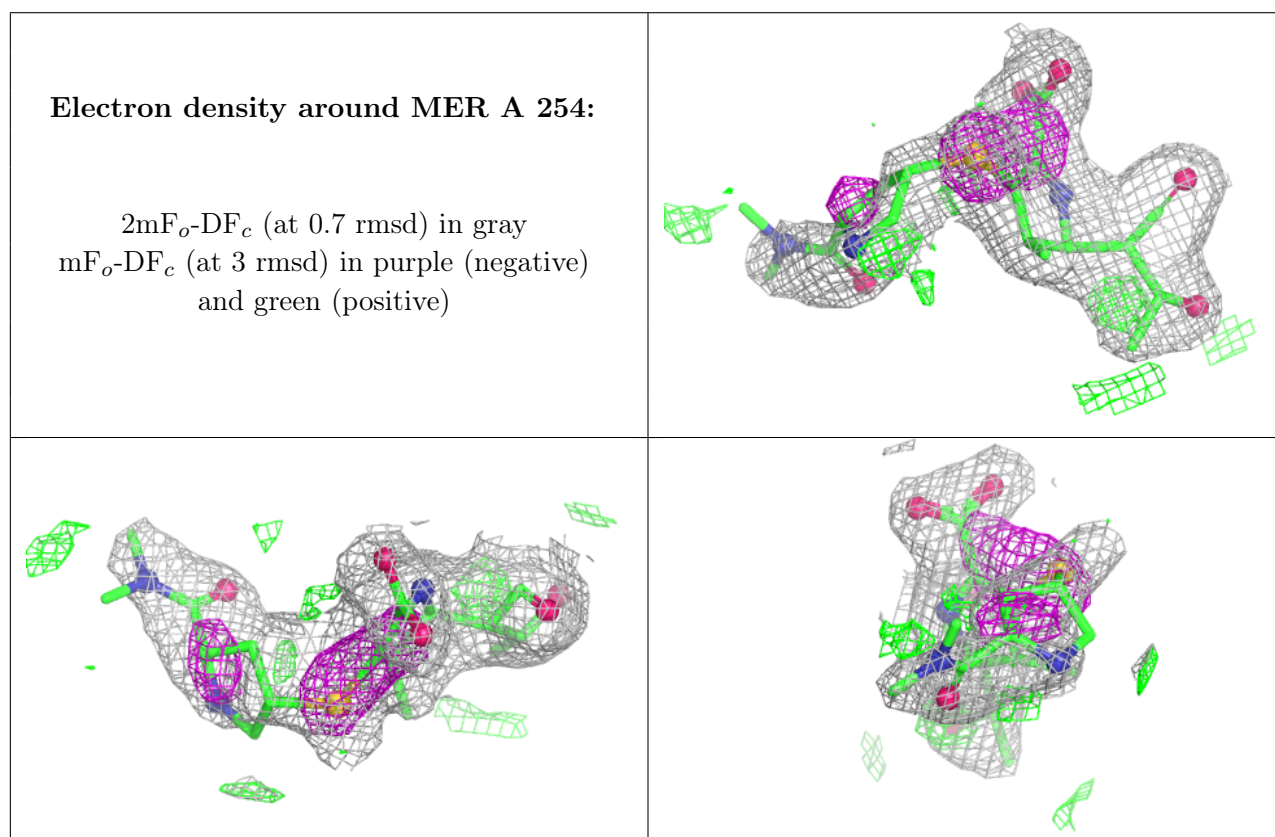 Electron density around MER A 254:
2mFo-DFc (at 0.7 rmsd) in gray
mFo-DFc (at 3 rmsd) in purple (negative)
and green (positive)